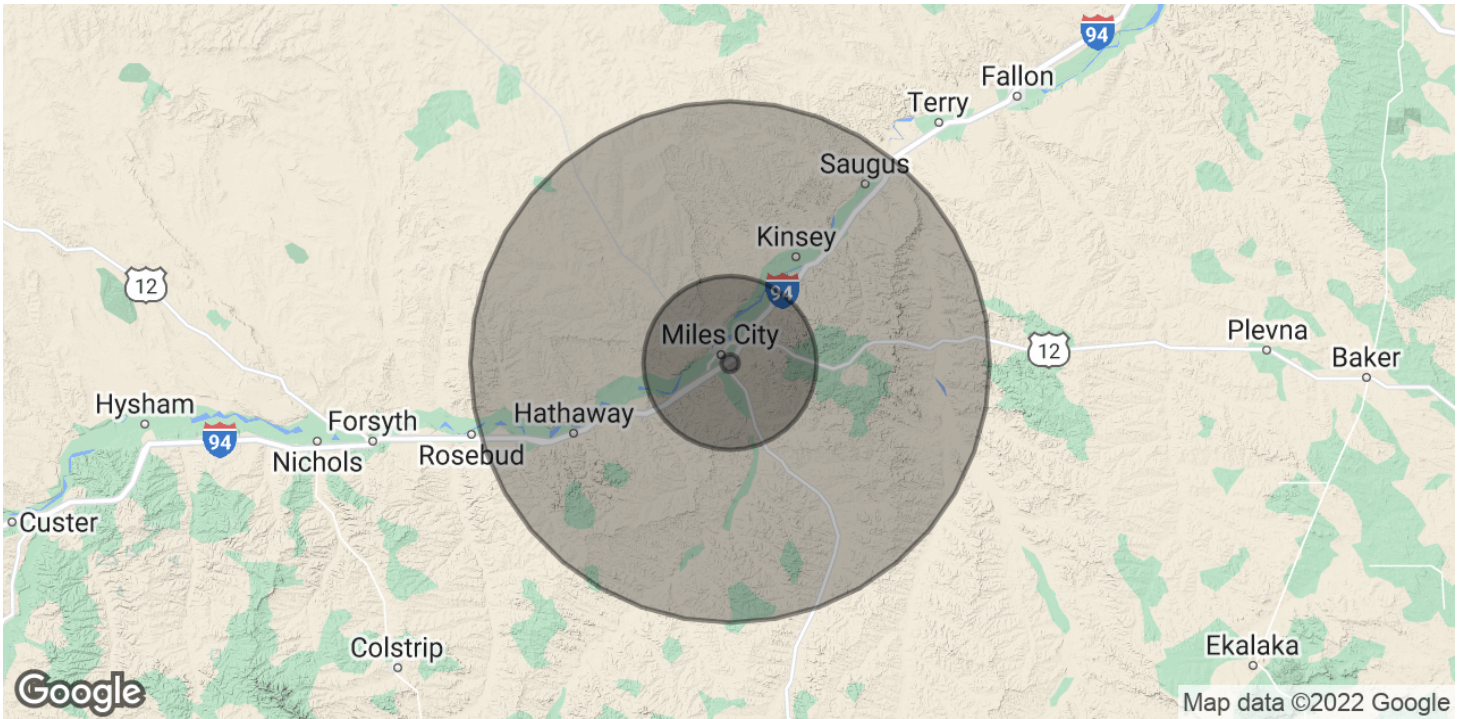 94
Fallon
Terry
Saugus
Kinsey
12
94
Miles City
Plevna
12
Baker
Hysham
Forsyth
Hathaway
94
Nichols
Rosebud
Custer
Colstrip
Ekalaka
Google
Map data ©2022 Google